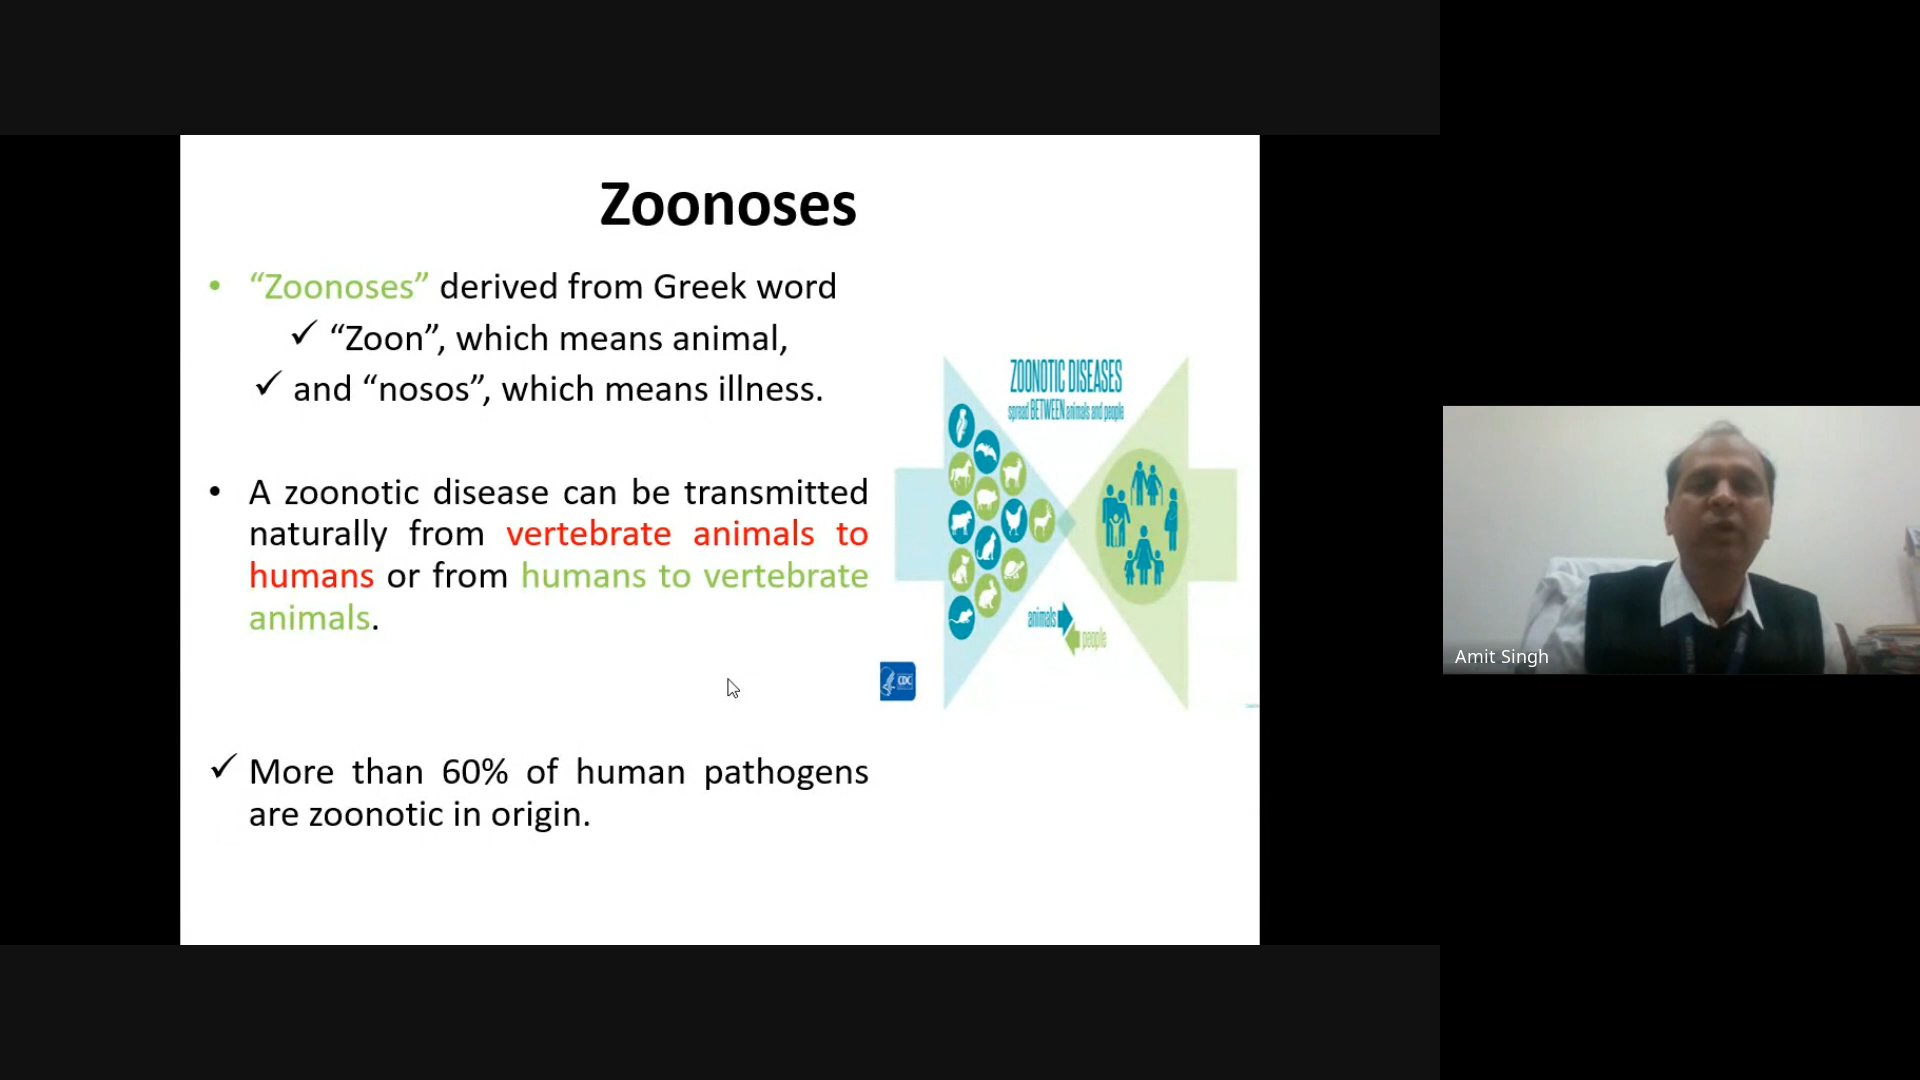 Zoonoses
• “Zoonoses” derived from Greek word
✓ “Zoon”, which means animal,
✓ and “nosos”, which means illness.
• A zoonotic disease can be transmitted
naturally from vertebrate animals to
humans or from humans to vertebrate
animals.
✓ More than 60% of human pathogens
are zoonotic in origin.
ZOONOTIC DISEASES
spread BETWEEN animals and people
animals
people
CDC
Amit Singh